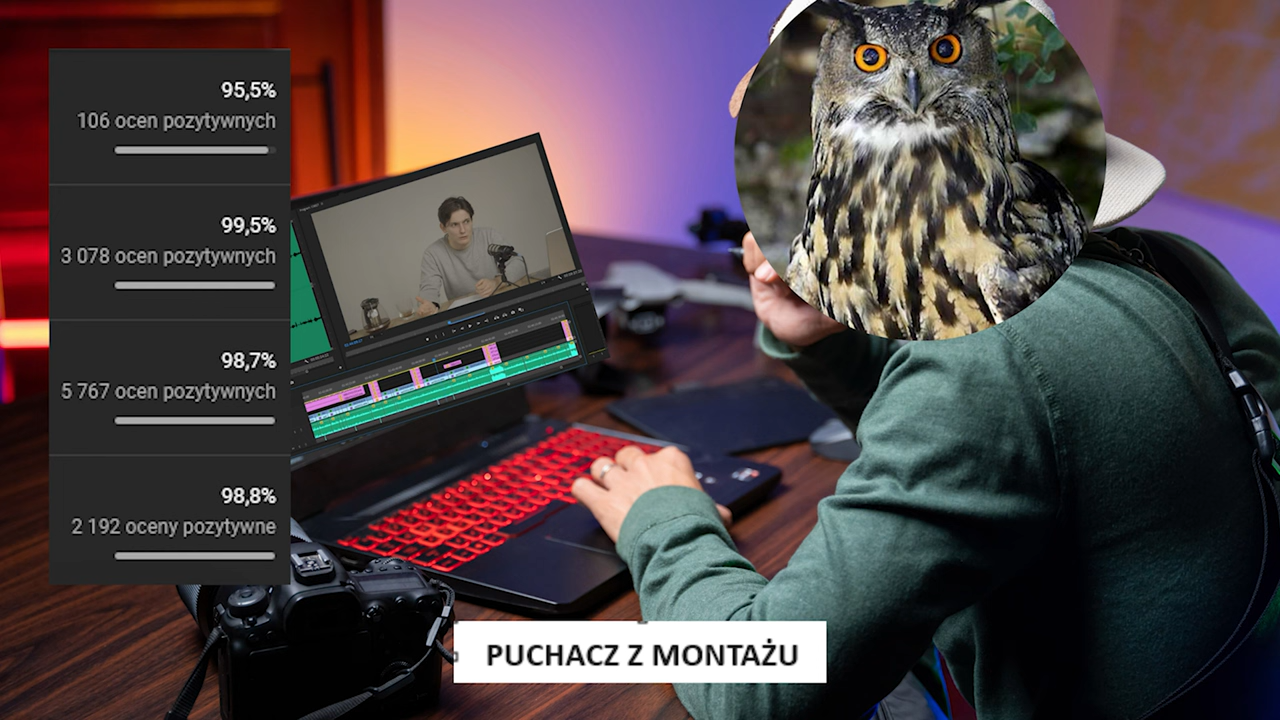 95,5%
106 ocen pozytywnych
99,5%
3 078 ocen pozytywnych
98,7%
5 767 ocen pozytywnych
98,8%
2 192 oceny pozytywne
PUCHACZ Z MONTAŻU